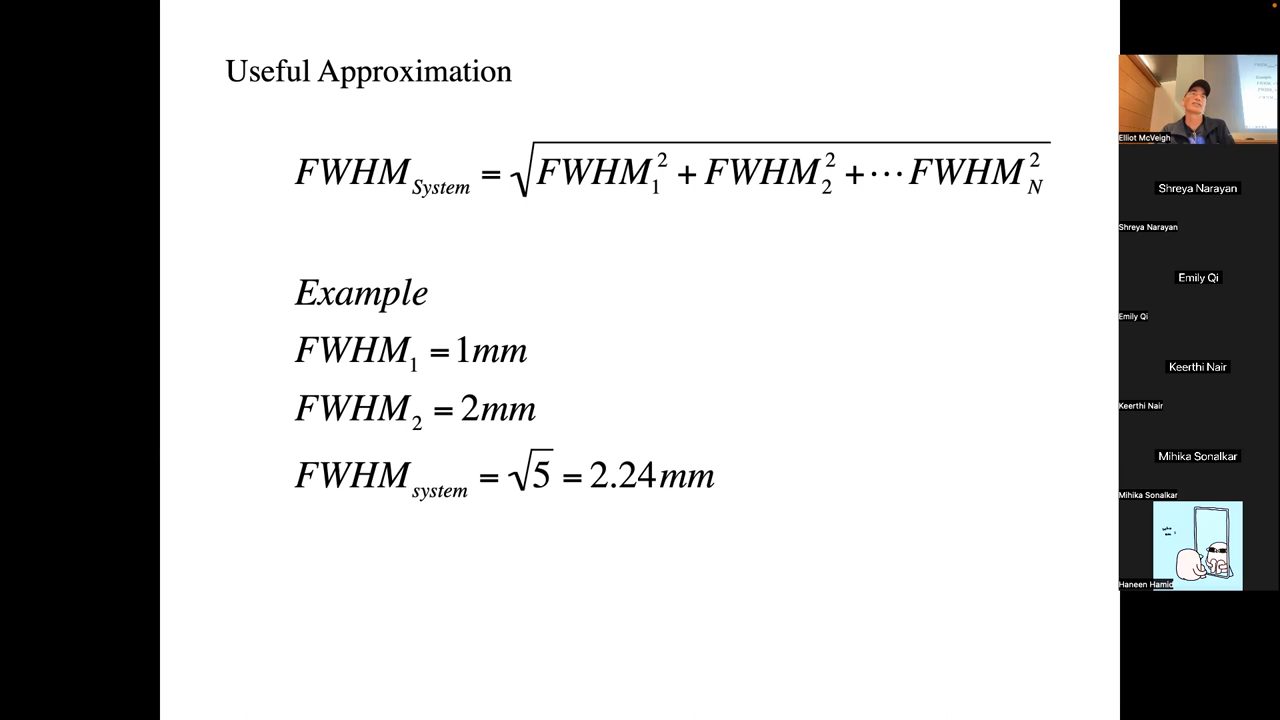 Useful Approximation
FWHM_System = √(FWHM₁² + FWHM₂² + ⋯ FWHM_N²)
Example
FWHM₁ = 1mm
FWHM₂ = 2mm
FWHM_system = √5 = 2.24mm
Elliot McVeigh
Shreya Narayan
Shreya Narayan
Emily Qi
Emily Qi
Keerthi Nair
Keerthi Nair
Mihika Sonalkar
Mihika Sonalkar
Haneen Hamid